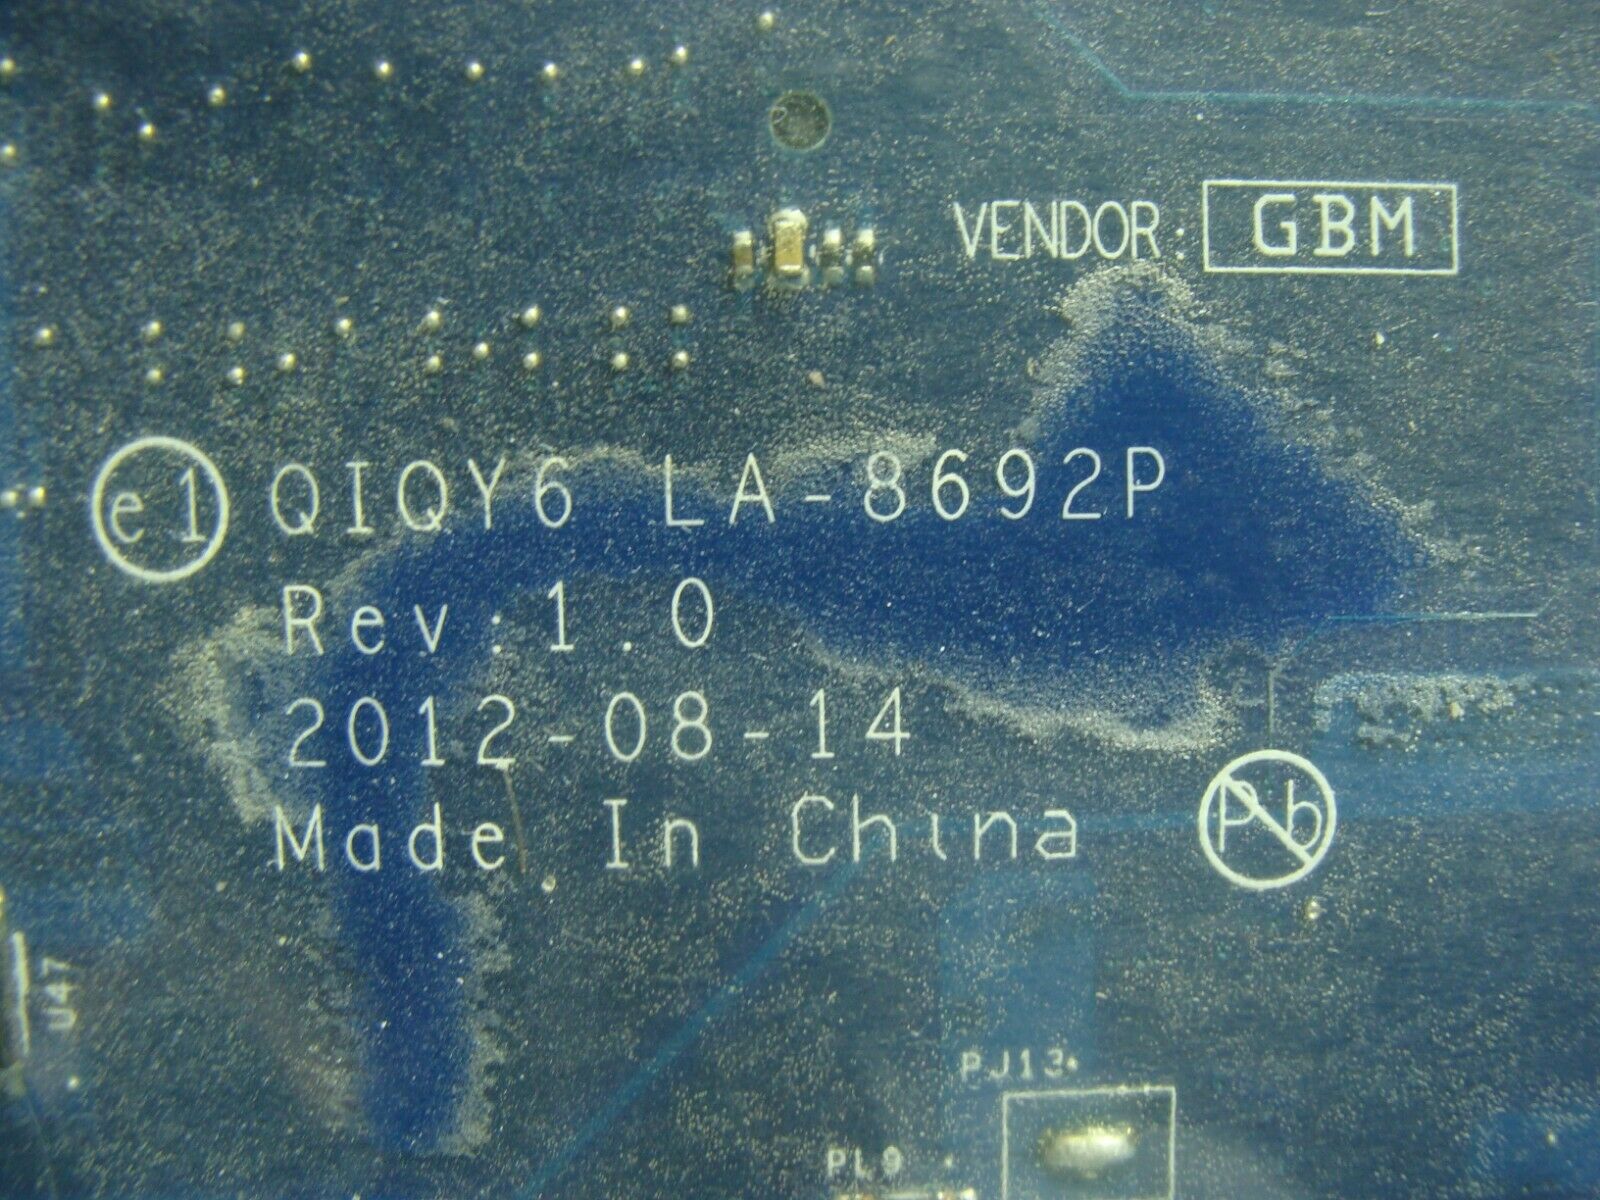 VENDOR: GBM
e1 QIQY6 LA-8692P
Rev:1.0
2012-08-14
Made In China
Pb
U47
PJ13
PL9